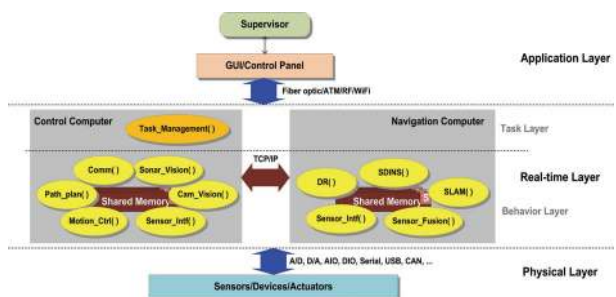 Supervisor
GUI/Control Panel
Application Layer
Fiber optic/ATM/RF/WiFi
Control Computer
Navigation Computer
Task_Management( )
Task Layer
TCP/IP
Comm( )
Sonar_Vision( )
SDINS( )
DR( )
Real-time Layer
Path_plan( )
Cam_Vision( )
SLAM( )
Shared Memory
Shared Memory
S
Behavior Layer
Motion_Ctrl( )
Sensor_Intf( )
Sensor_Intf( )
Sensor_Fusion( )
A/D, D/A, AIO, DIO, Serial, USB, CAN, ...
Physical Layer
Sensors/Devices/Actuators